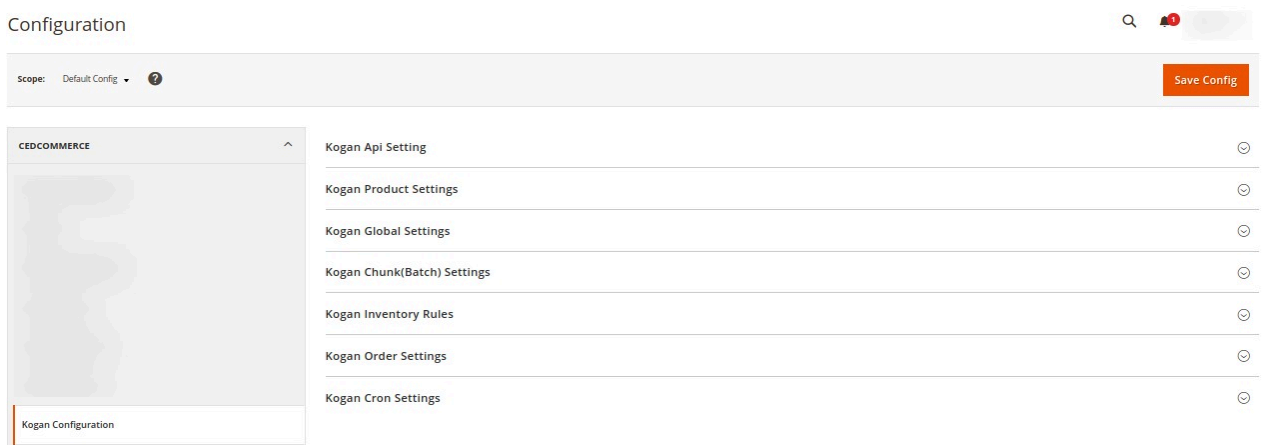 Configuration
1
Scope: Default Config ?
Save Config
CEDCOMMERCE
Kogan Api Setting
Kogan Product Settings
Kogan Global Settings
Kogan Chunk(Batch) Settings
Kogan Inventory Rules
Kogan Order Settings
Kogan Cron Settings
Kogan Configuration